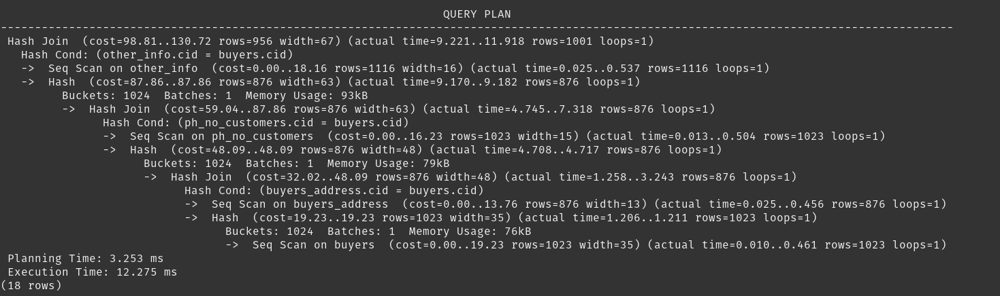 QUERY PLAN
--------------------------------------------------------------------------------------------------------------------------------------------
Hash Join  (cost=98.81..130.72 rows=956 width=67) (actual time=9.221..11.918 rows=1001 loops=1)
  Hash Cond: (other_info.cid = buyers.cid)
  ->  Seq Scan on other_info  (cost=0.00..18.16 rows=1116 width=16) (actual time=0.025..0.537 rows=1116 loops=1)
  ->  Hash  (cost=87.86..87.86 rows=876 width=63) (actual time=9.170..9.182 rows=876 loops=1)
        Buckets: 1024  Batches: 1  Memory Usage: 93kB
        ->  Hash Join  (cost=59.04..87.86 rows=876 width=63) (actual time=4.745..7.318 rows=876 loops=1)
              Hash Cond: (ph_no_customers.cid = buyers.cid)
              ->  Seq Scan on ph_no_customers  (cost=0.00..16.23 rows=1023 width=15) (actual time=0.013..0.504 rows=1023 loops=1)
              ->  Hash  (cost=48.09..48.09 rows=876 width=48) (actual time=4.708..4.717 rows=876 loops=1)
                    Buckets: 1024  Batches: 1  Memory Usage: 79kB
                    ->  Hash Join  (cost=32.02..48.09 rows=876 width=48) (actual time=1.258..3.243 rows=876 loops=1)
                          Hash Cond: (buyers_address.cid = buyers.cid)
                          ->  Seq Scan on buyers_address  (cost=0.00..13.76 rows=876 width=13) (actual time=0.025..0.456 rows=876 loops=1)
                          ->  Hash  (cost=19.23..19.23 rows=1023 width=35) (actual time=1.206..1.211 rows=1023 loops=1)
                                Buckets: 1024  Batches: 1  Memory Usage: 76kB
                                ->  Seq Scan on buyers  (cost=0.00..19.23 rows=1023 width=35) (actual time=0.010..0.461 rows=1023 loops=1)
Planning Time: 3.253 ms
Execution Time: 12.275 ms
(18 rows)